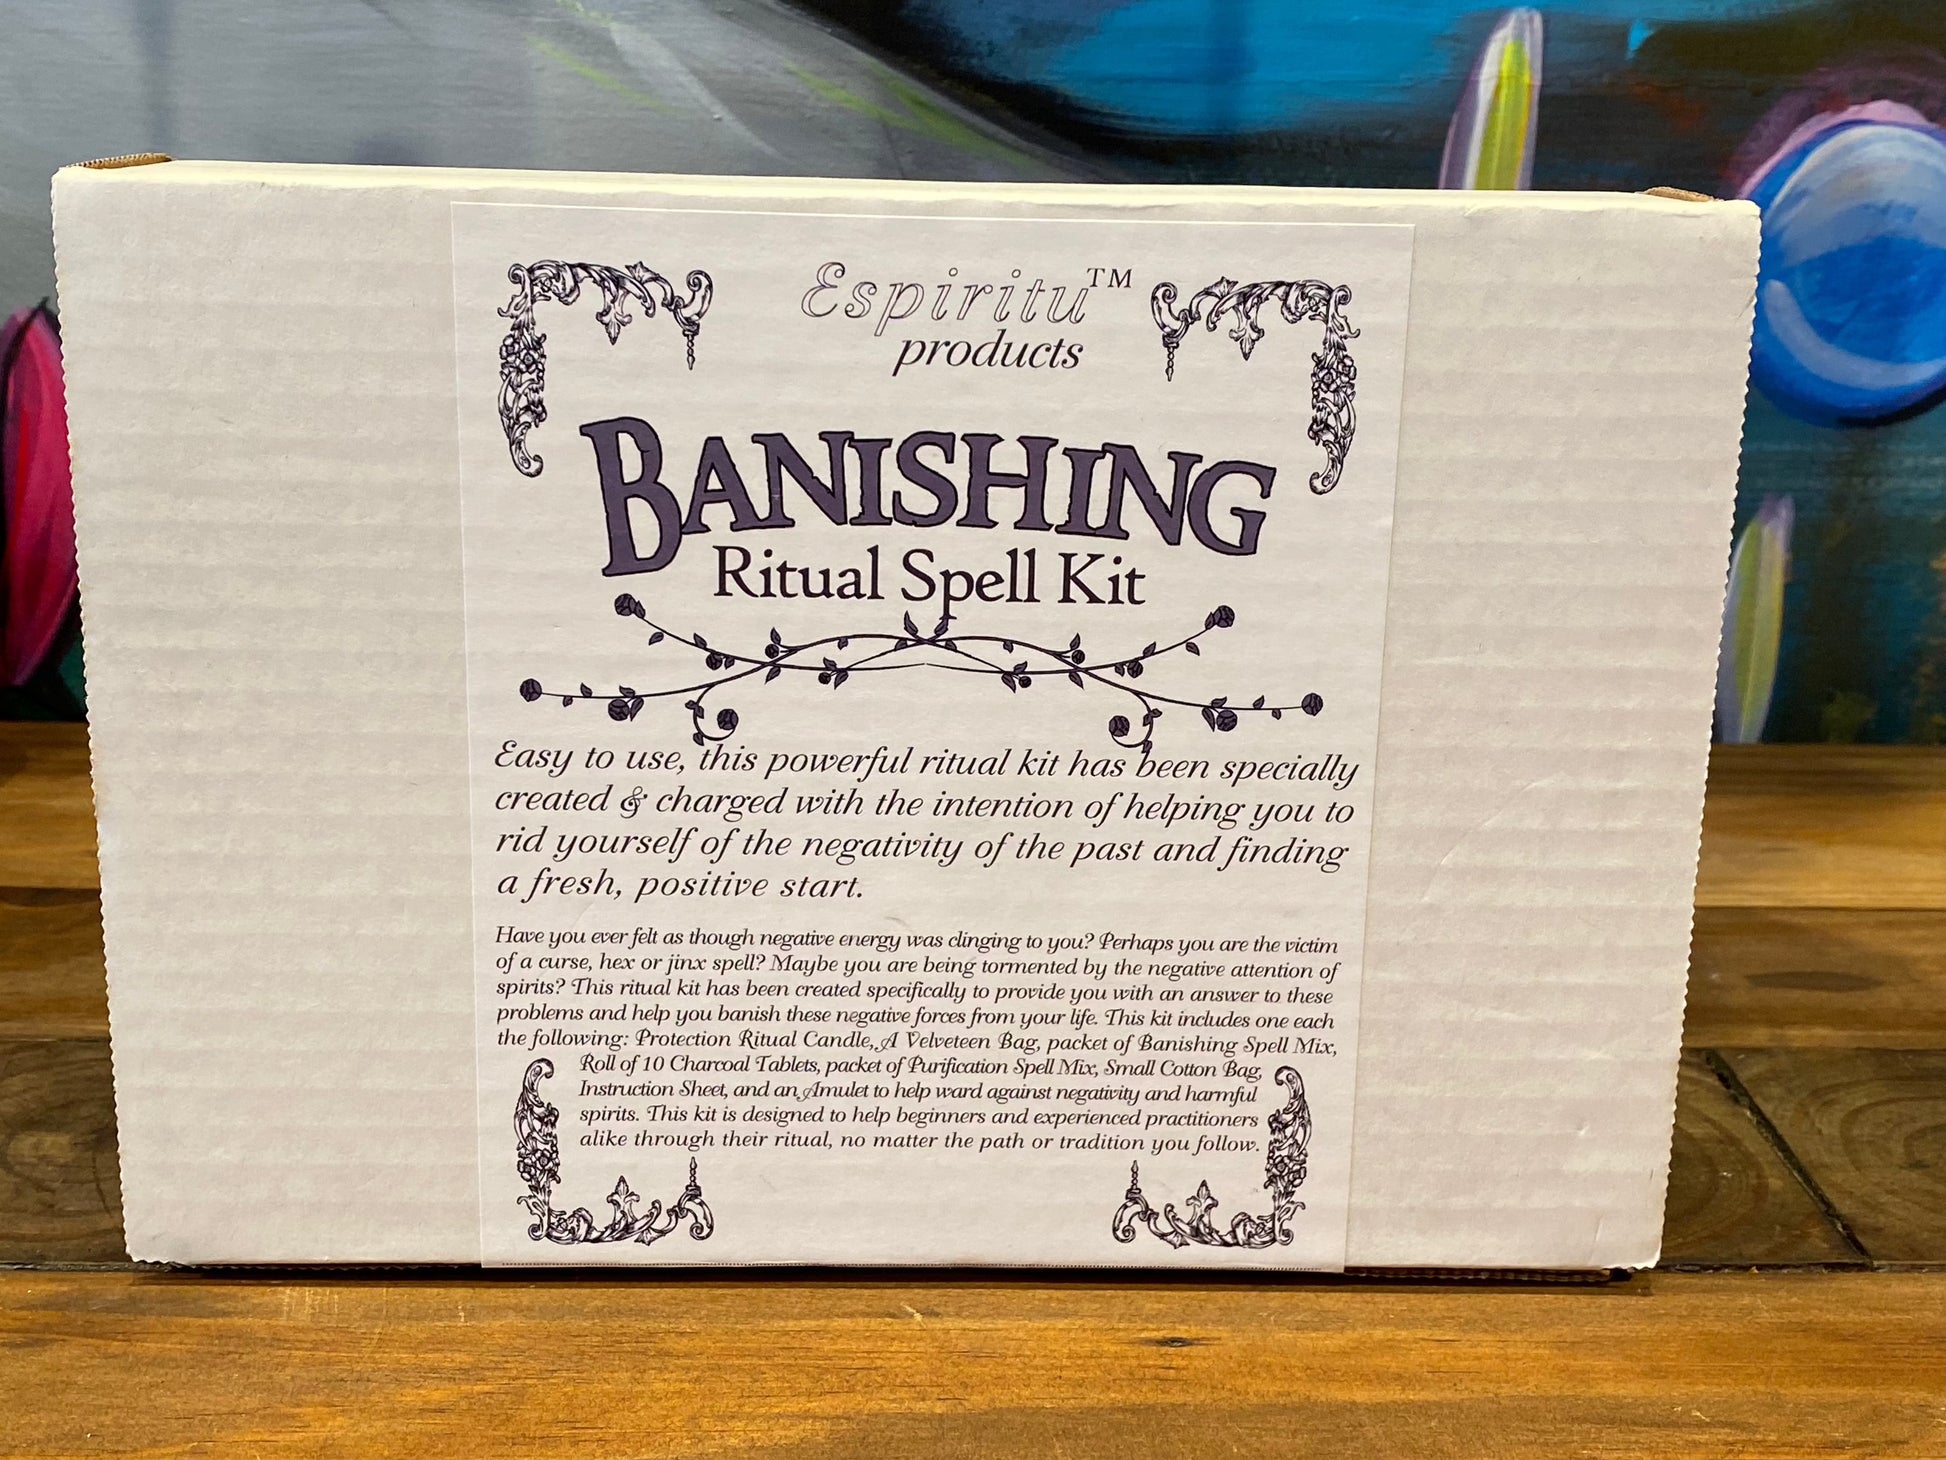 Espiritu™
products
BANISHING
Ritual Spell Kit
Easy to use, this powerful ritual kit has been specially
created & charged with the intention of helping you to
rid yourself of the negativity of the past and finding
a fresh, positive start.
Have you ever felt as though negative energy was clinging to you? Perhaps you are the victim
of a curse, hex or jinx spell? Maybe you are being tormented by the negative attention of
spirits? This ritual kit has been created specifically to provide you with an answer to these
problems and help you banish these negative forces from your life. This kit includes one each
the following: Protection Ritual Candle, A Velveteen Bag, packet of Banishing Spell Mix,
Roll of 10 Charcoal Tablets, packet of Purification Spell Mix, Small Cotton Bag,
Instruction Sheet, and an Amulet to help ward against negativity and harmful
spirits. This kit is designed to help beginners and experienced practitioners
alike through their ritual, no matter the path or tradition you follow.